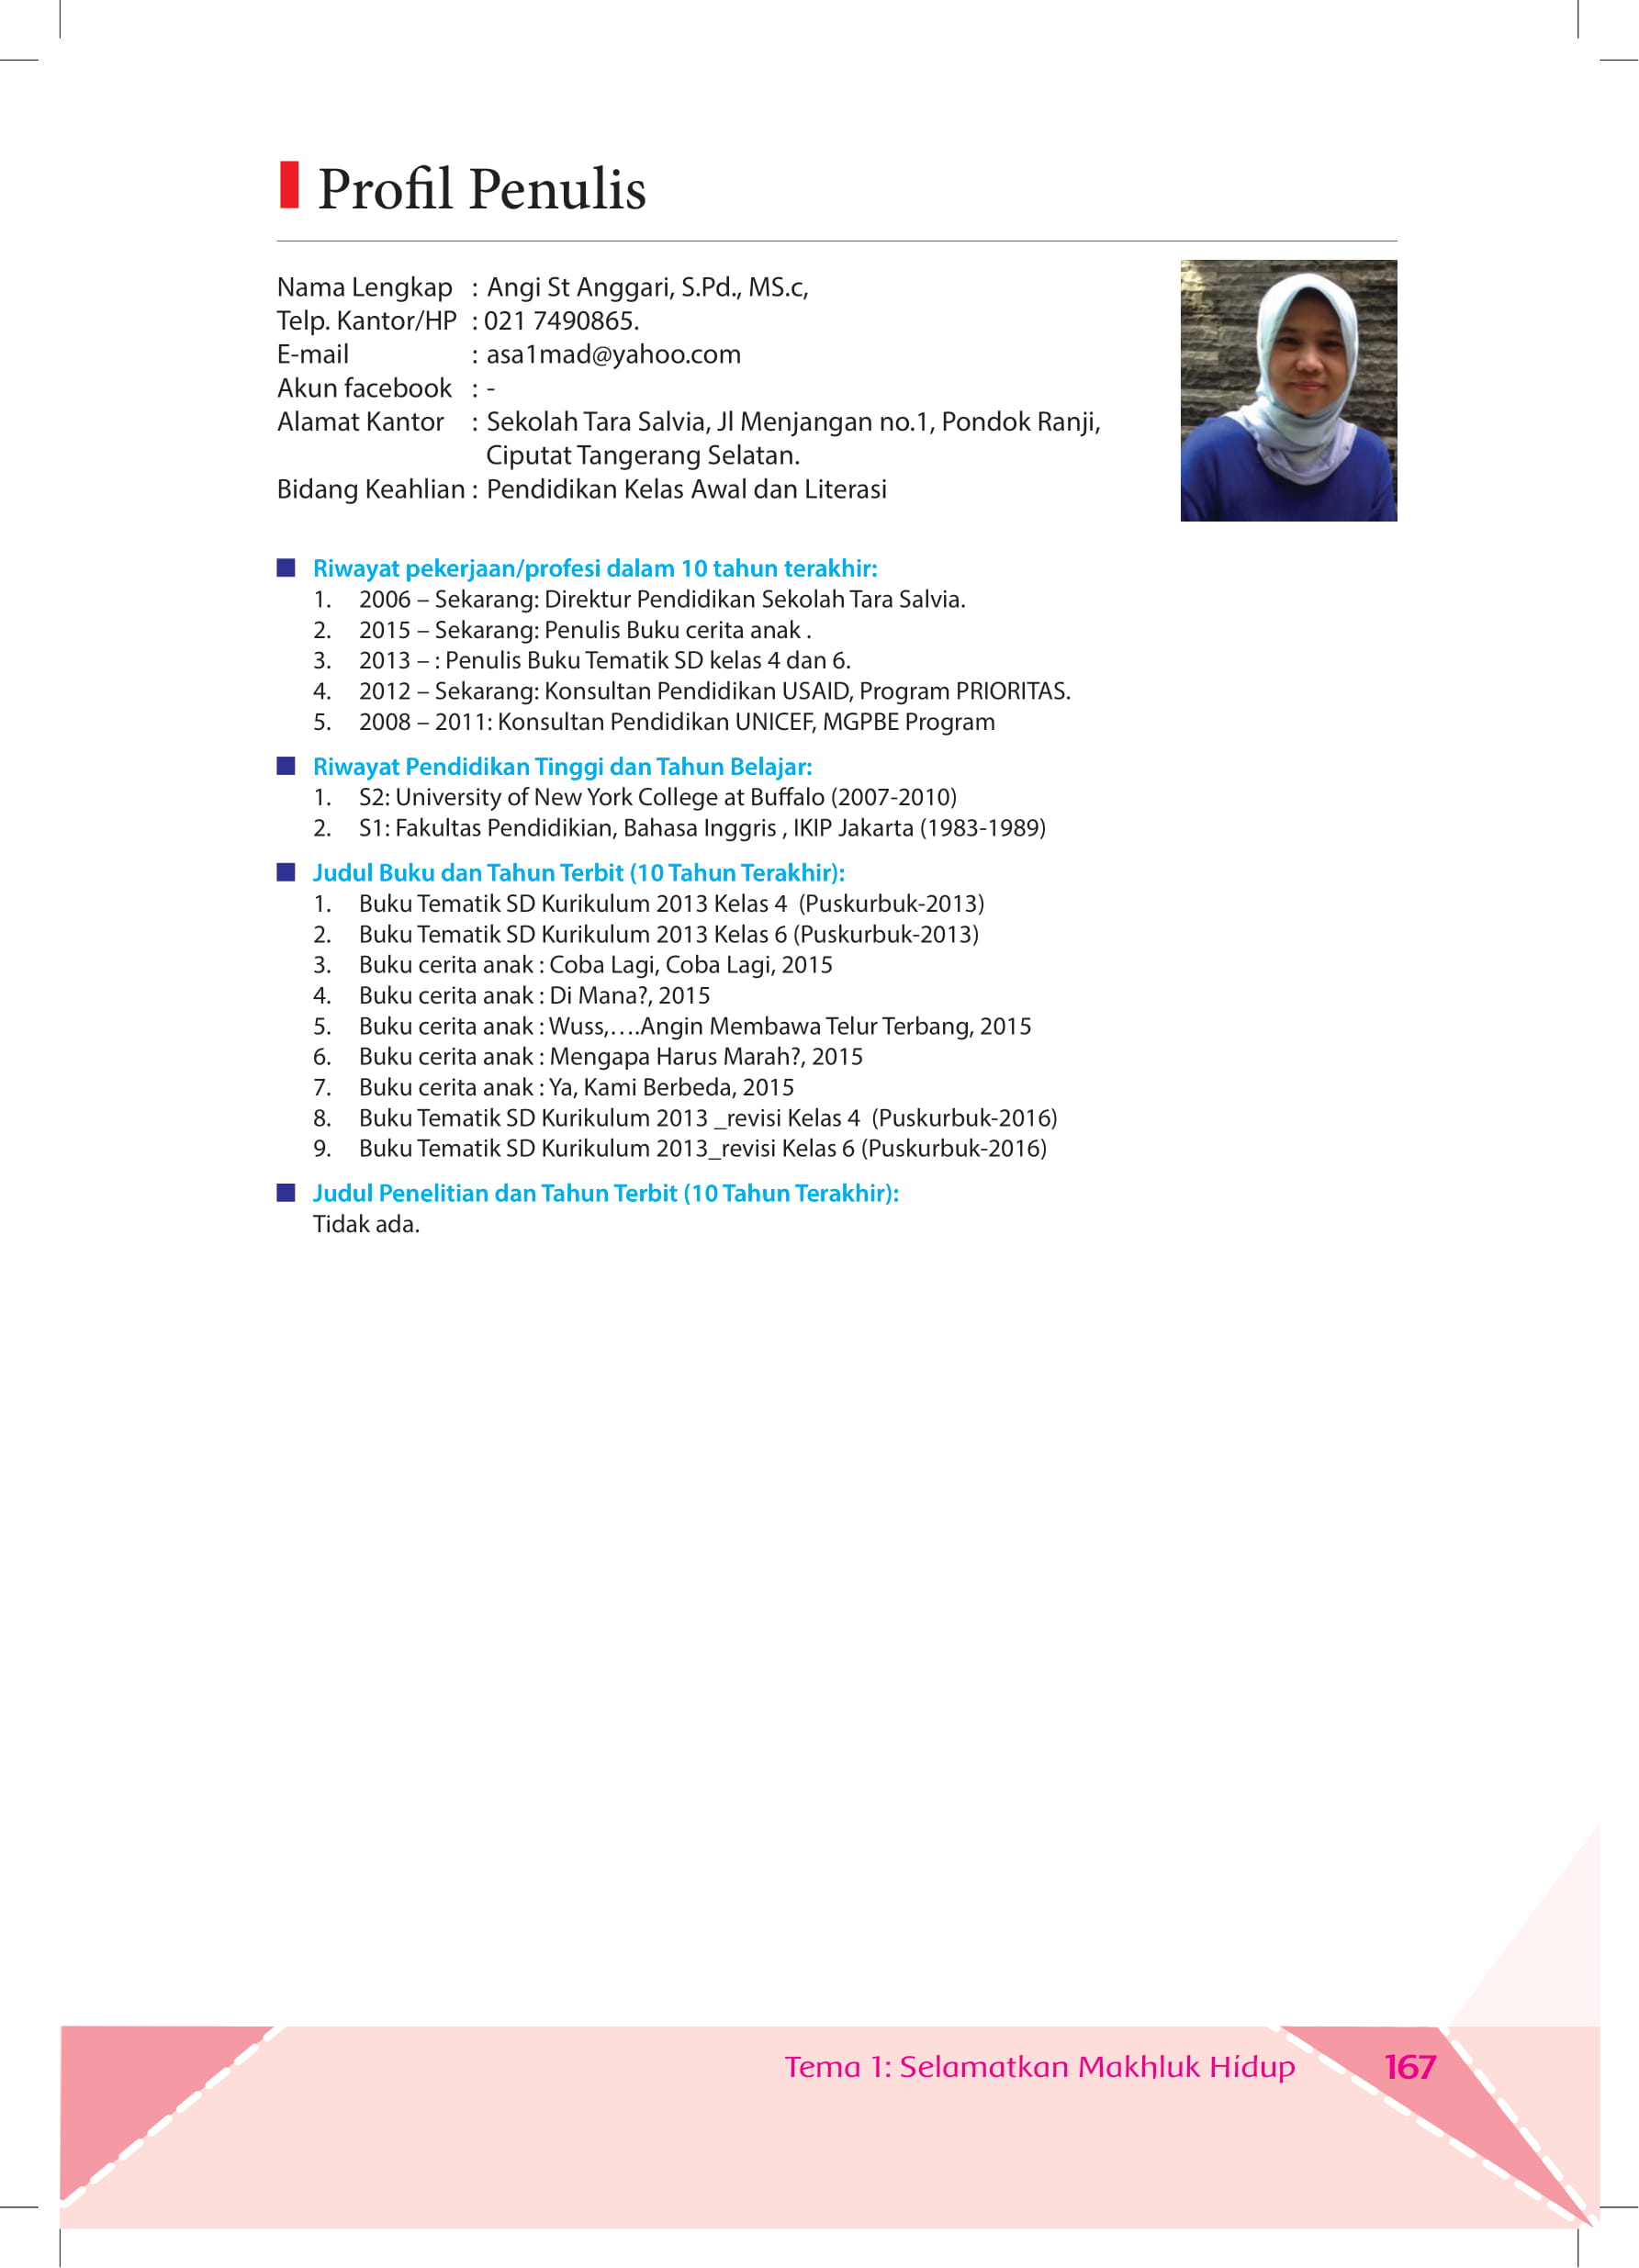 Profil Penulis
Nama Lengkap : Angi St Anggari, S.Pd., MS.c,
Telp. Kantor/HP : 021 7490865.
E-mail : asa1mad@yahoo.com
Akun facebook : -
Alamat Kantor : Sekolah Tara Salvia, Jl Menjangan no.1, Pondok Ranji,
Ciputat Tangerang Selatan.
Bidang Keahlian : Pendidikan Kelas Awal dan Literasi
Riwayat pekerjaan/profesi dalam 10 tahun terakhir:
1. 2006 – Sekarang: Direktur Pendidikan Sekolah Tara Salvia.
2. 2015 – Sekarang: Penulis Buku cerita anak .
3. 2013 – : Penulis Buku Tematik SD kelas 4 dan 6.
4. 2012 – Sekarang: Konsultan Pendidikan USAID, Program PRIORITAS.
5. 2008 – 2011: Konsultan Pendidikan UNICEF, MGPBE Program
Riwayat Pendidikan Tinggi dan Tahun Belajar:
1. S2: University of New York College at Buffalo (2007-2010)
2. S1: Fakultas Pendidikian, Bahasa Inggris , IKIP Jakarta (1983-1989)
Judul Buku dan Tahun Terbit (10 Tahun Terakhir):
1. Buku Tematik SD Kurikulum 2013 Kelas 4 (Puskurbuk-2013)
2. Buku Tematik SD Kurikulum 2013 Kelas 6 (Puskurbuk-2013)
3. Buku cerita anak : Coba Lagi, Coba Lagi, 2015
4. Buku cerita anak : Di Mana?, 2015
5. Buku cerita anak : Wuss,….Angin Membawa Telur Terbang, 2015
6. Buku cerita anak : Mengapa Harus Marah?, 2015
7. Buku cerita anak : Ya, Kami Berbeda, 2015
8. Buku Tematik SD Kurikulum 2013 _revisi Kelas 4 (Puskurbuk-2016)
9. Buku Tematik SD Kurikulum 2013_revisi Kelas 6 (Puskurbuk-2016)
Judul Penelitian dan Tahun Terbit (10 Tahun Terakhir):
Tidak ada.
Tema 1: Selamatkan Makhluk Hidup 167